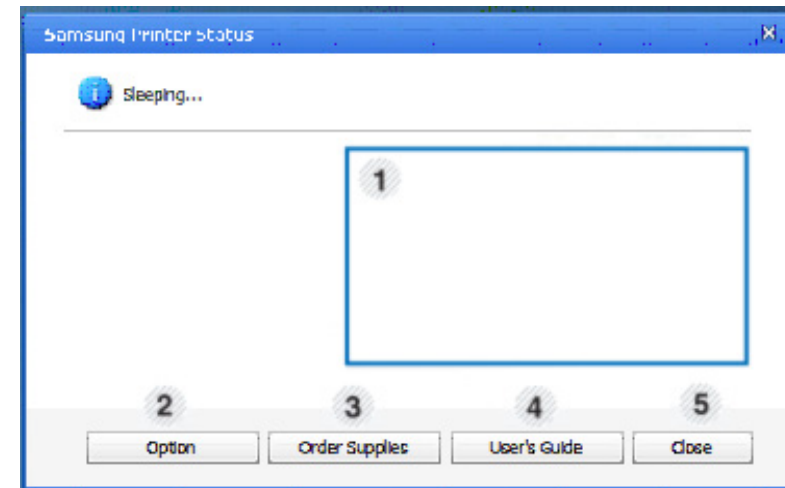 Samsung Printer Status
Sleeping...
1
2 3 4 5
Option Order Supplies User's Guide Close